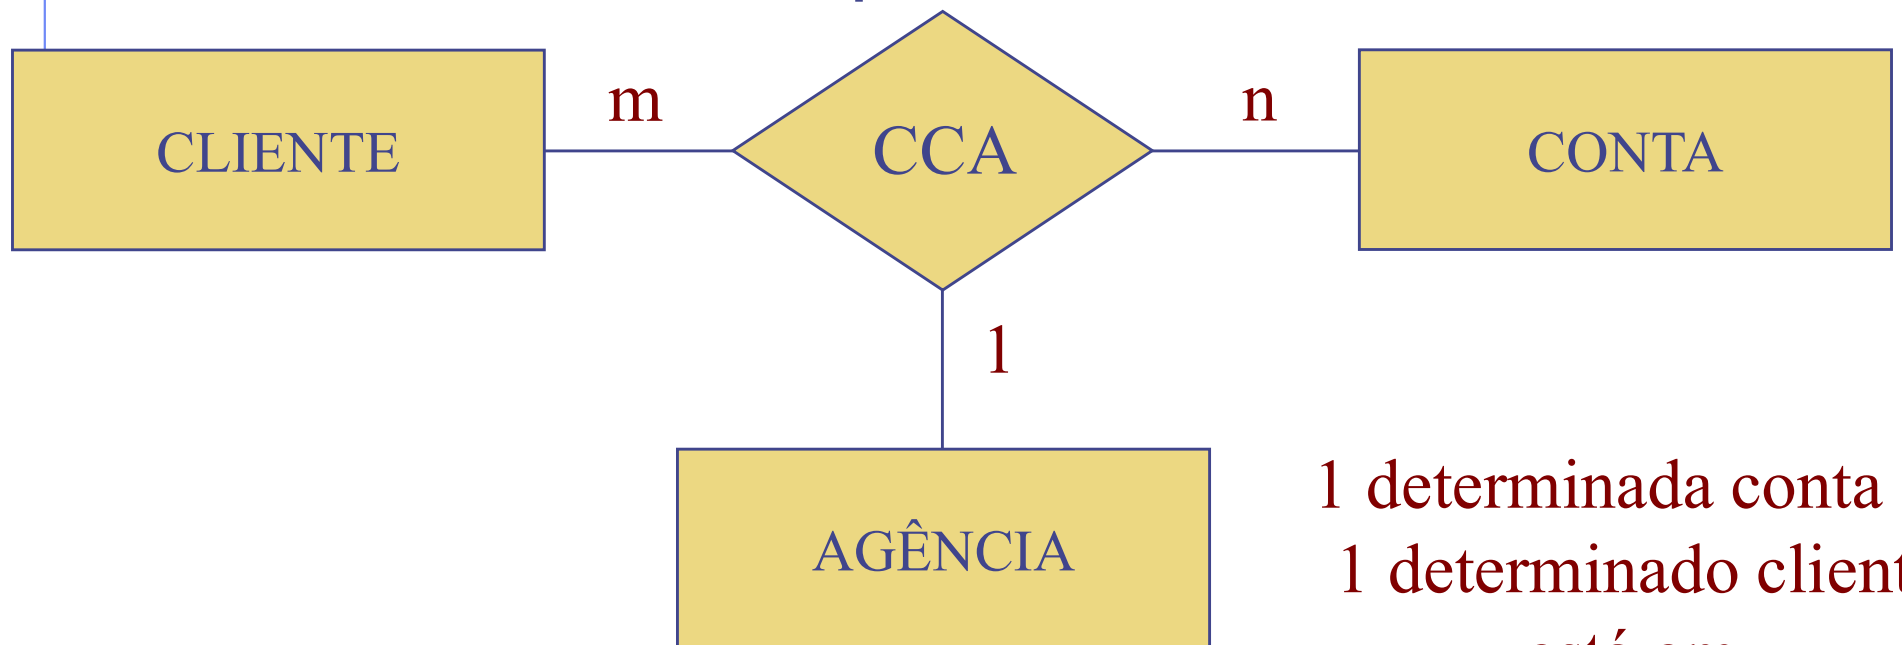 m
n
CLIENTE
CCA
CONTA
1
1 determinada conta
AGÊNCIA
1 determinado client